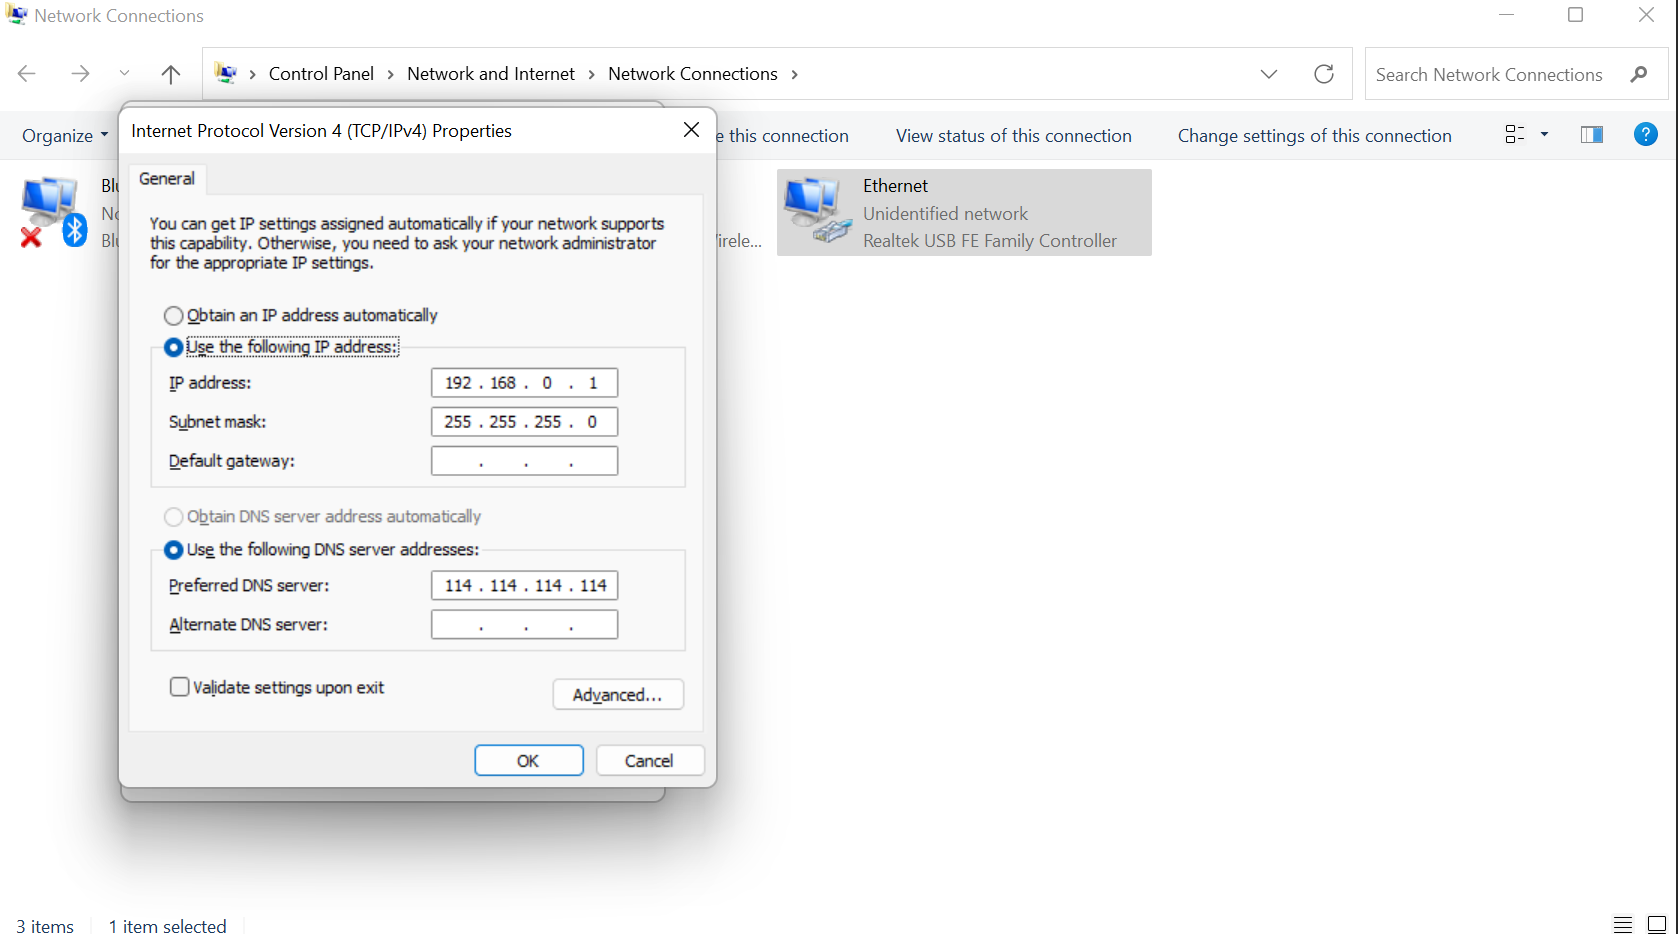 Network Connections
Control Panel
Network and Internet
Network Connections
Search Network Connections
Organize
this connection
View status of this connection
Change settings of this connection
Internet Protocol Version 4 (TCP/IPv4) Properties
General
You can get IP settings assigned automatically if your network supports
this capability. Otherwise, you need to ask your network administrator
for the appropriate IP settings.
Obtain an IP address automatically
Use the following IP address:
IP address:
192 . 168 . 0 . 1
Subnet mask:
255 . 255 . 255 . 0
Default gateway:
. . .
Obtain DNS server address automatically
Use the following DNS server addresses:
Preferred DNS server:
114 . 114 . 114 . 114
Alternate DNS server:
. . .
Validate settings upon exit
Advanced...
OK
Cancel
Ethernet
Unidentified network
Realtek USB FE Family Controller
3 items
1 item selected